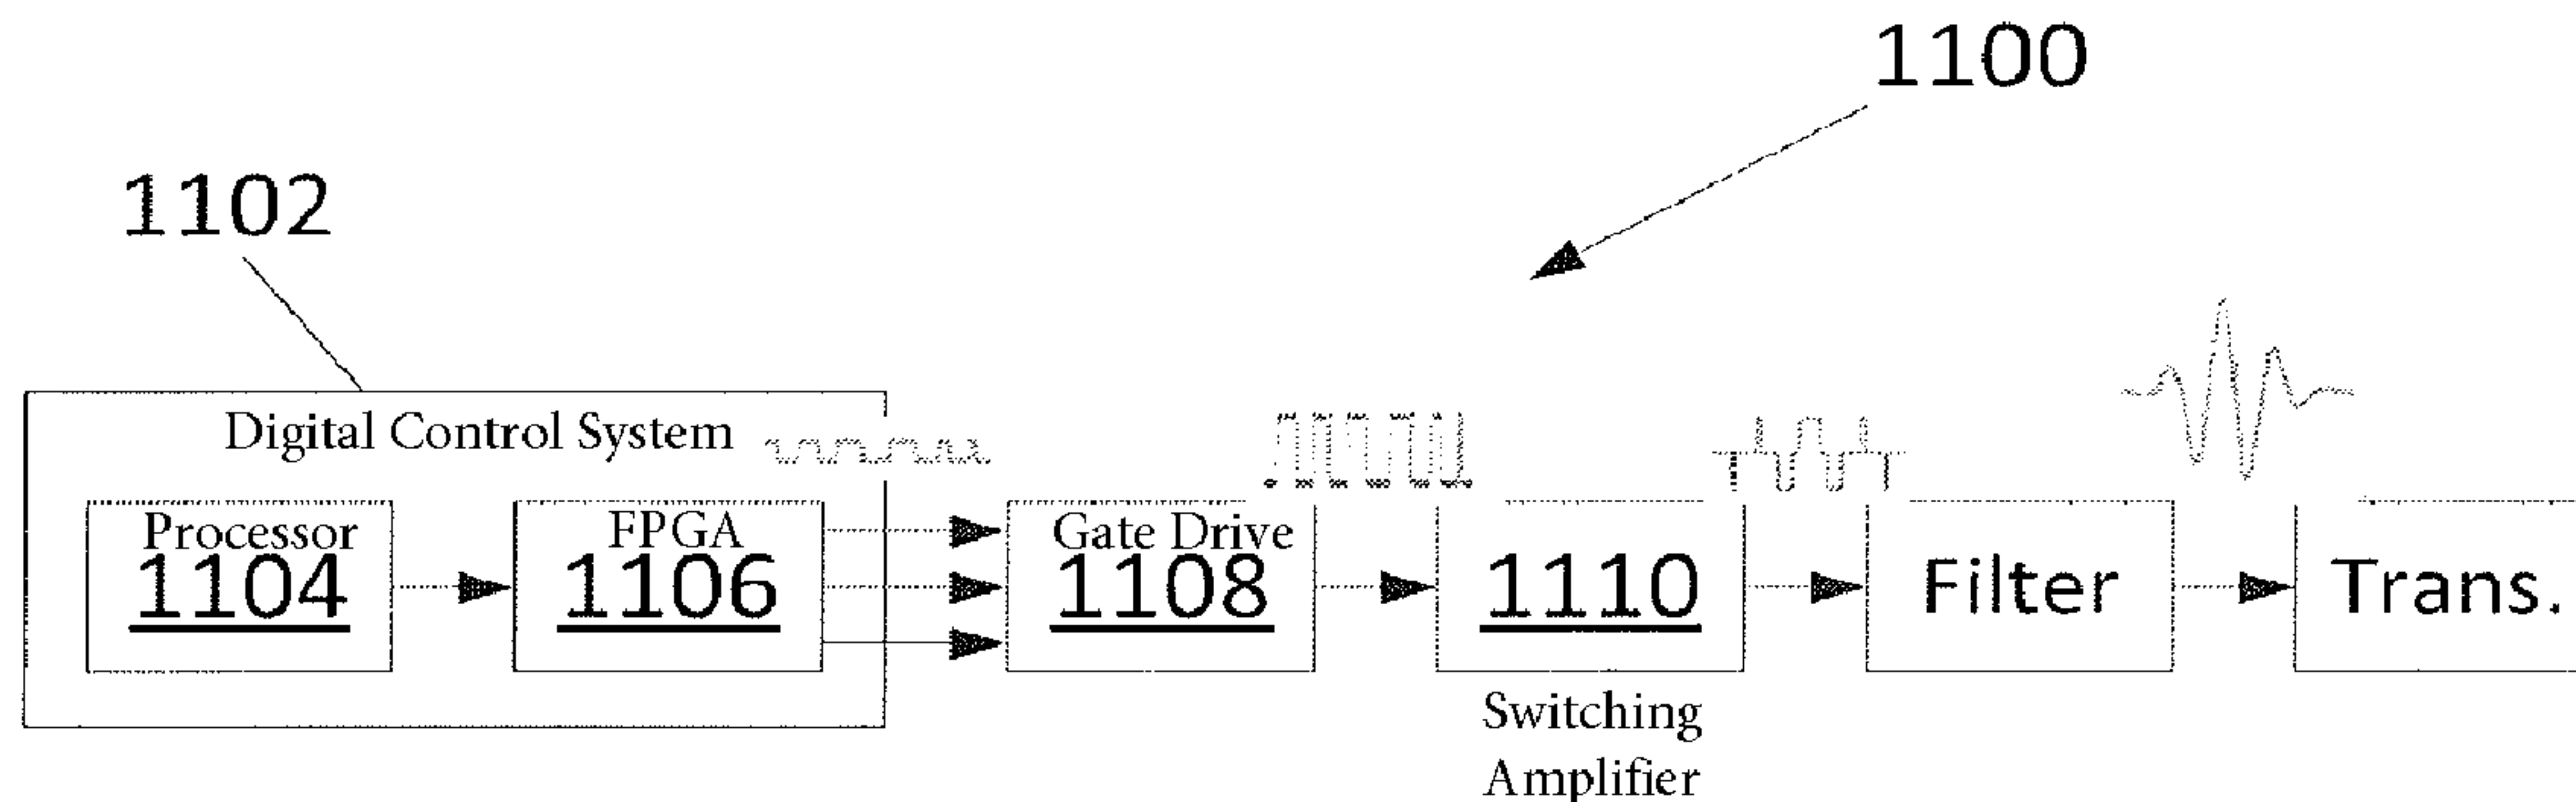 1100
1102
Digital Control System
Processor
1104
FPGA
1106
Gate Drive
1108
1110
Switching
Amplifier
Filter
Trans.